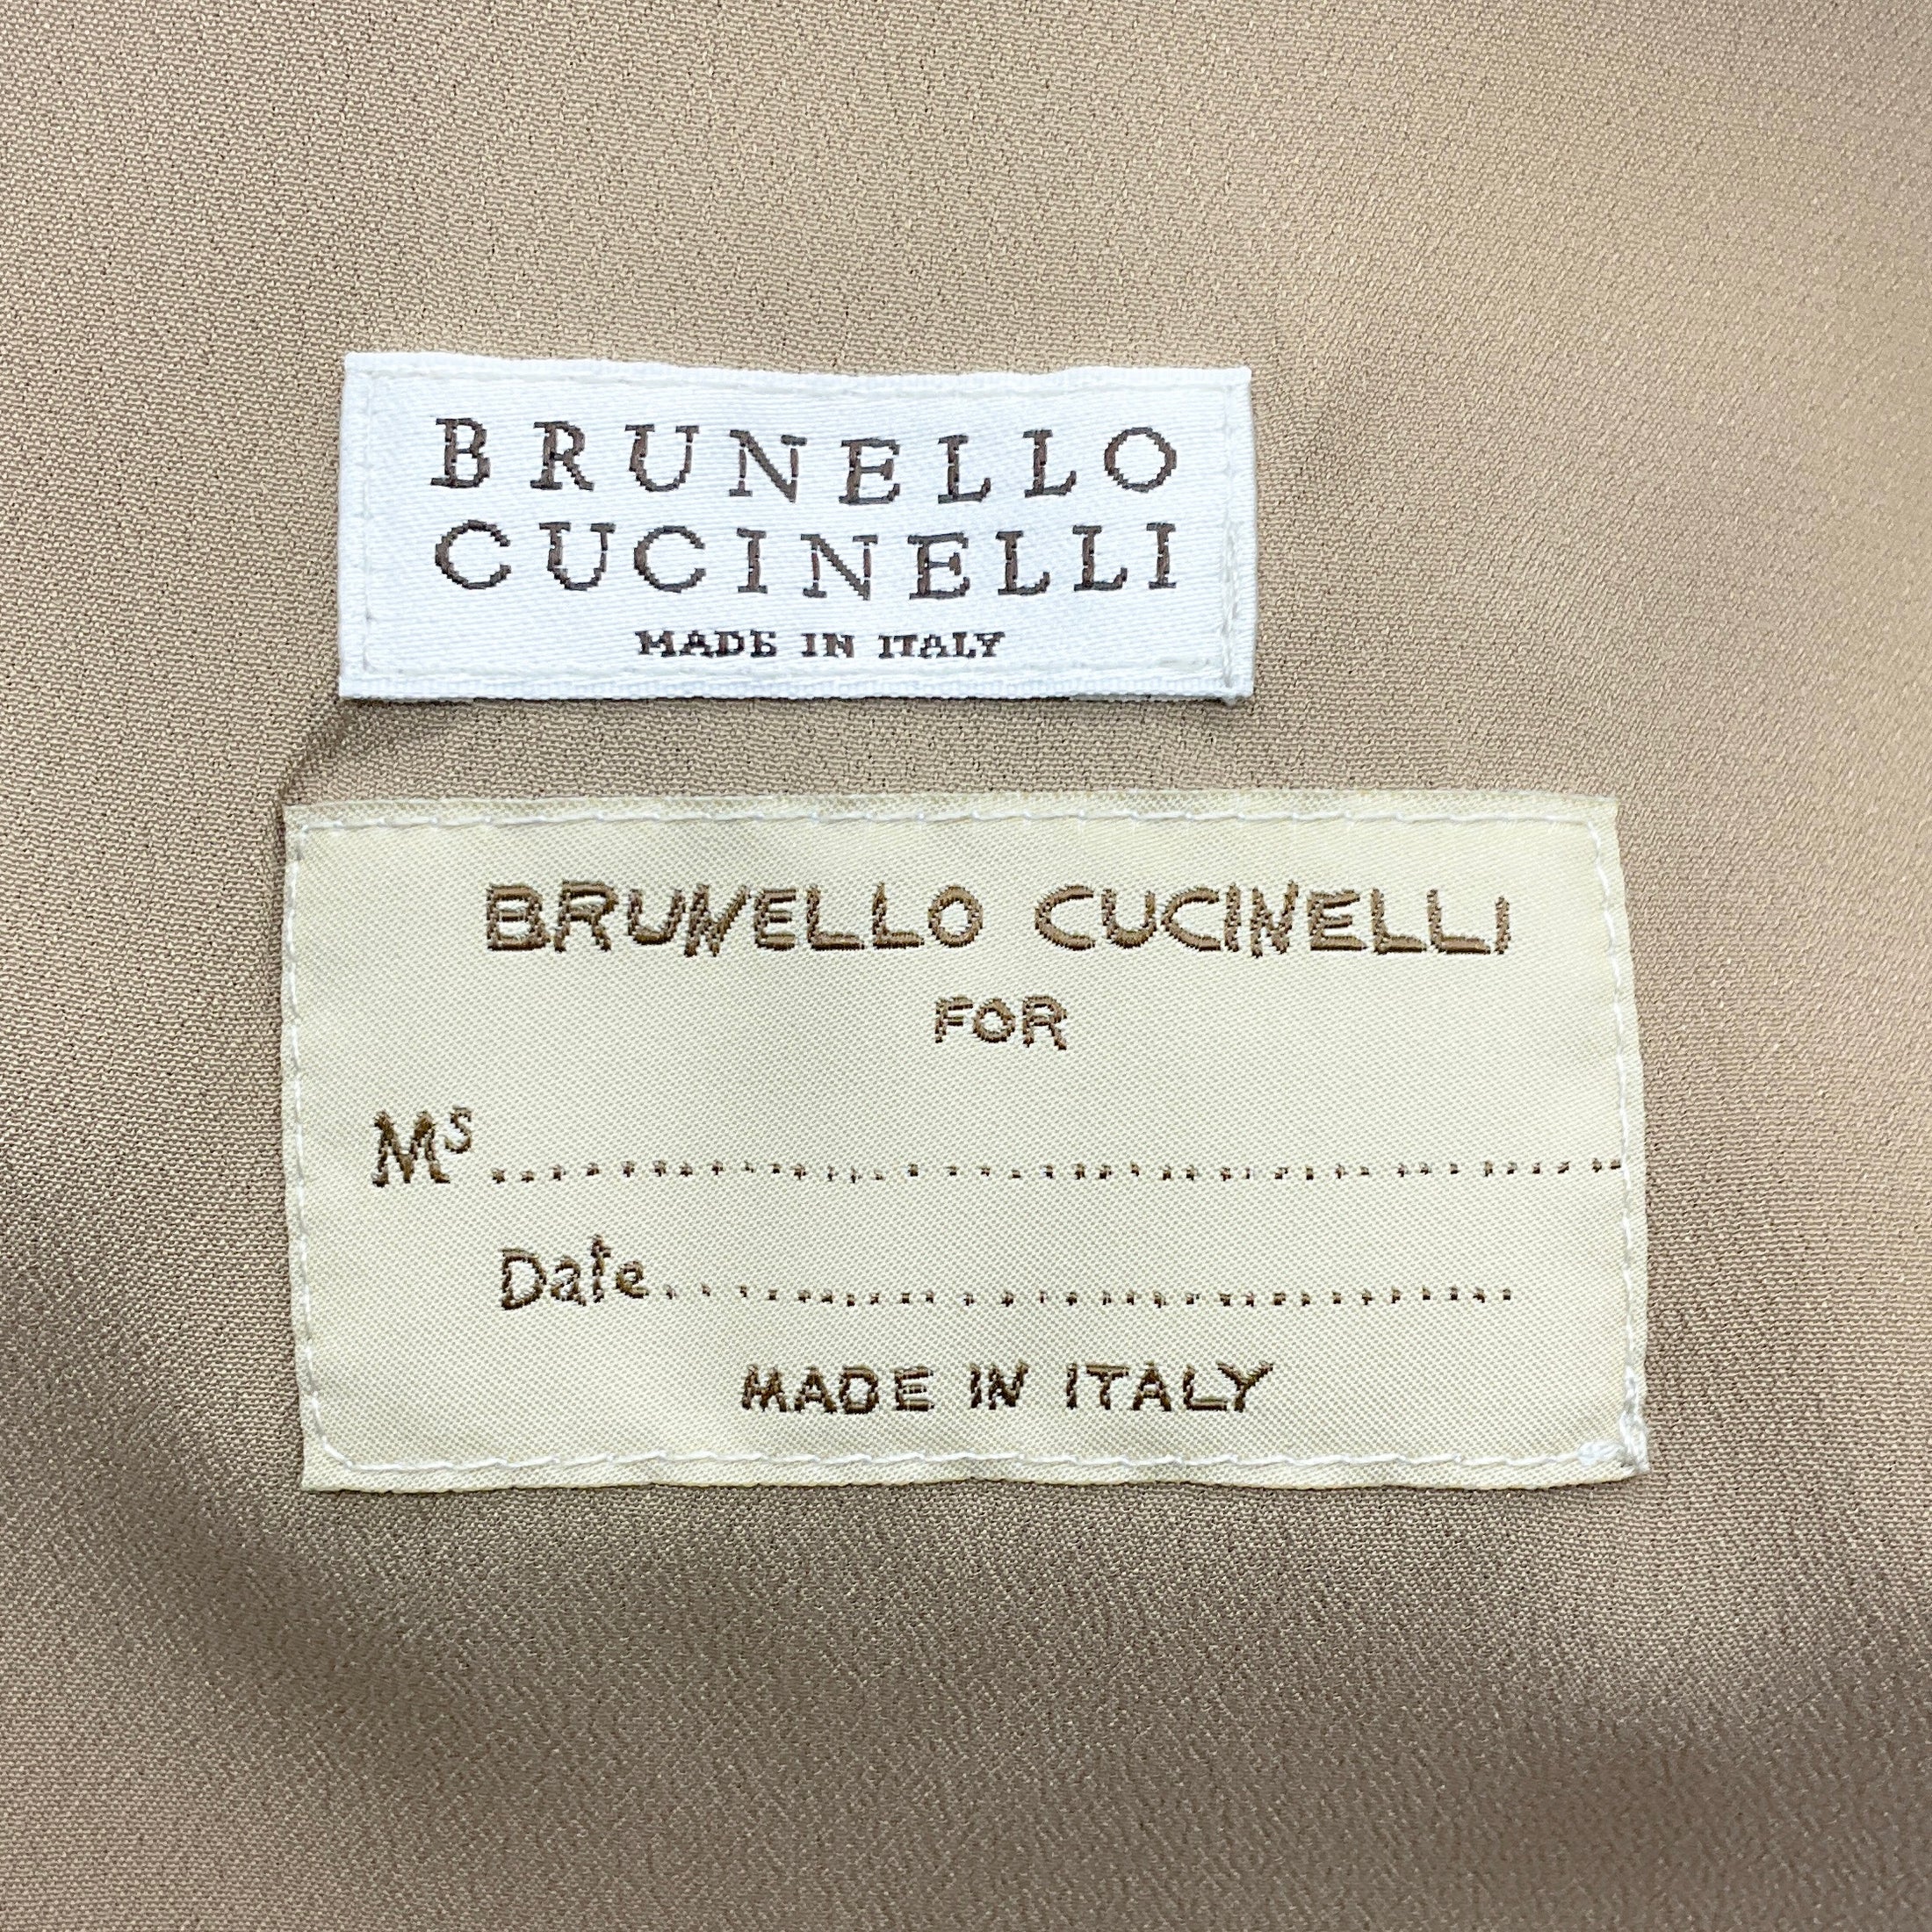 BRUNELLO
CUCINELLI
MADE IN ITALY
BRUNELLO CUCINELLI
FOR
Ms........................................
Date..............................
MADE IN ITALY